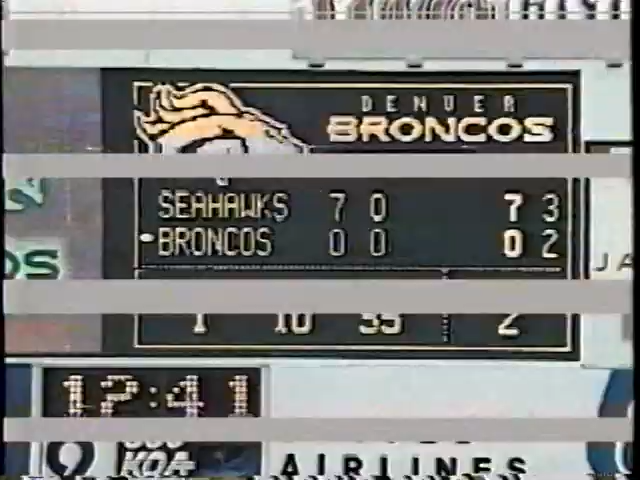 DENVER
BRONCOS
SEAHAWKS 7 0 7 3
BRONCOS 0 0 0 2
1 10 35 2
12:41
KOA
AIRLINES